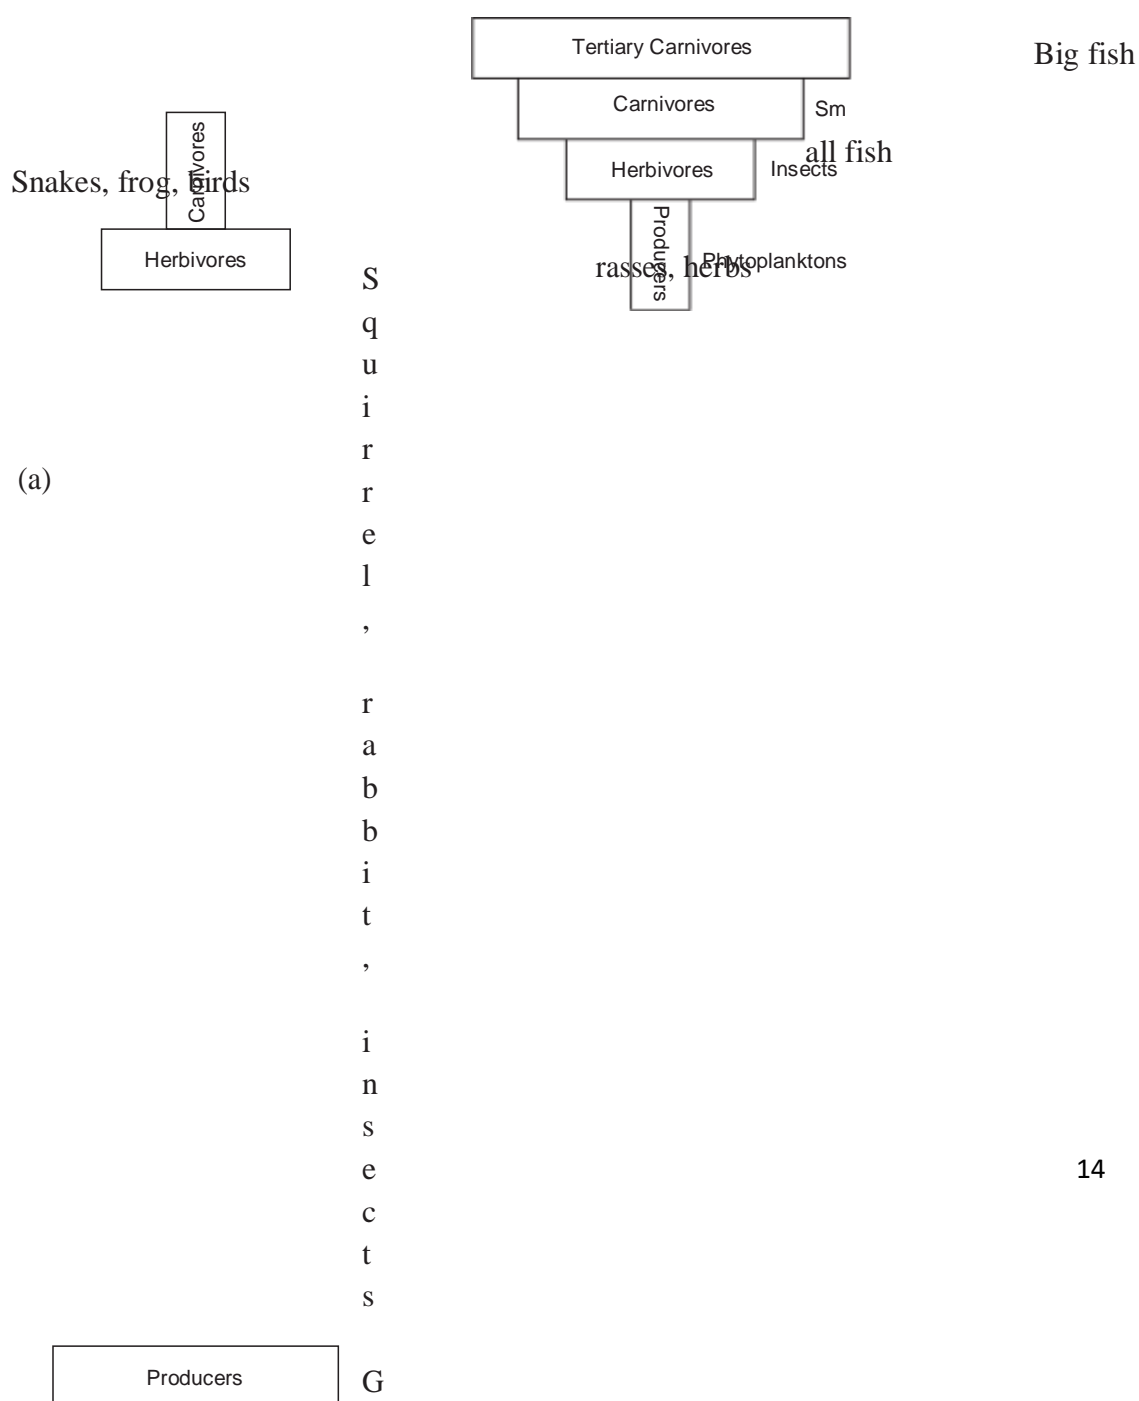 Tertiary Carnivores
Big fish
Carnivores
Sm
all fish
Carnivores
Snakes, frog, birds
Herbivores
Insects
Herbivores
Producers
Phytoplanktons
rasses, herbs
S
q
u
i
r
r
e
l
,
r
a
b
b
i
t
,
i
n
s
e
c
t
s
(a)
14
Producers
G